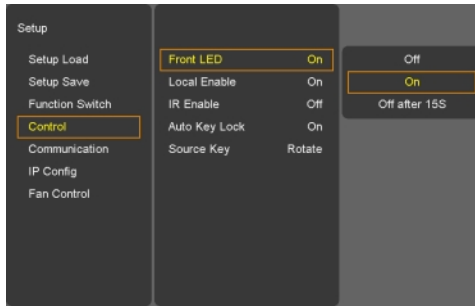 Setup
Setup Load
Setup Save
Function Switch
Control
Communication
IP Config
Fan Control
Front LED On
Local Enable On
IR Enable Off
Auto Key Lock On
Source Key Rotate
Off
On
Off after 15S